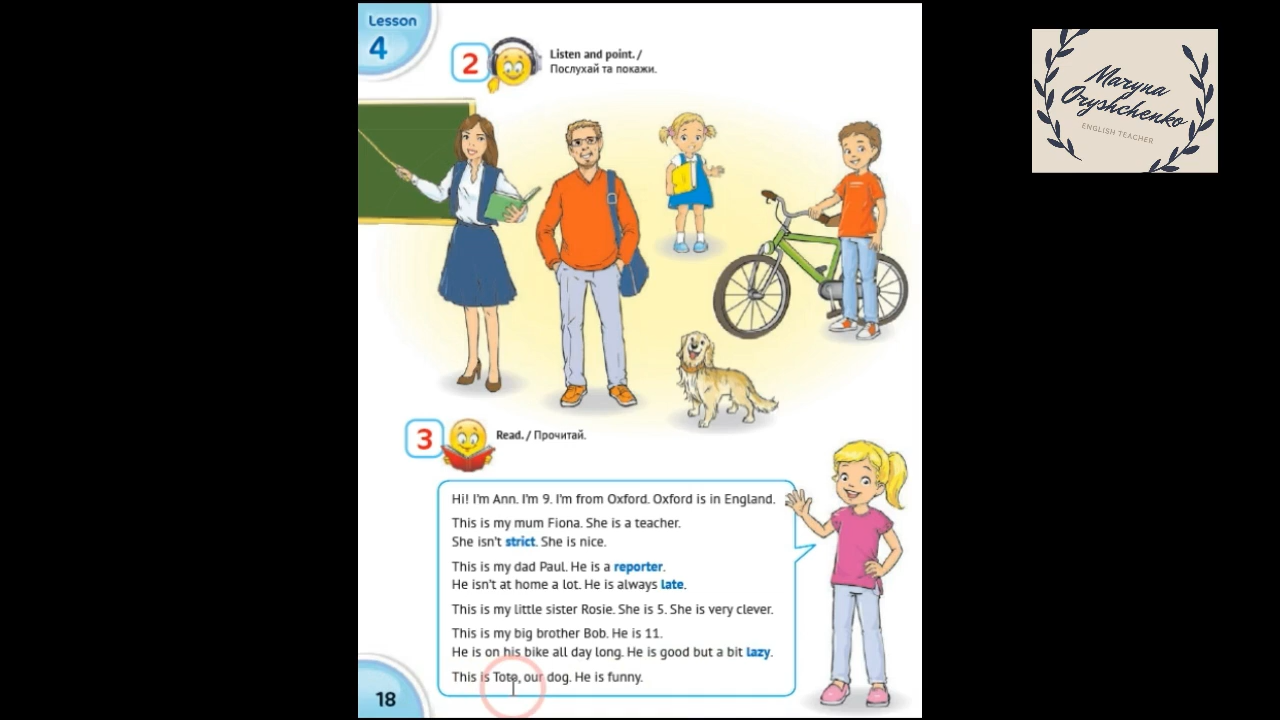 Lesson
4
2
Listen and point. /
Послухай та покажи.
Maryna
Oryshchenko
ENGLISH TEACHER
3
Read. / Прочитай.
Hi! I'm Ann. I'm 9. I'm from Oxford. Oxford is in England.
This is my mum Fiona. She is a teacher.
She isn't strict. She is nice.
This is my dad Paul. He is a reporter.
He isn't at home a lot. He is always late.
This is my little sister Rosie. She is 5. She is very clever.
This is my big brother Bob. He is 11.
He is on his bike all day long. He is good but a bit lazy.
This is Toto, our dog. He is funny.
18